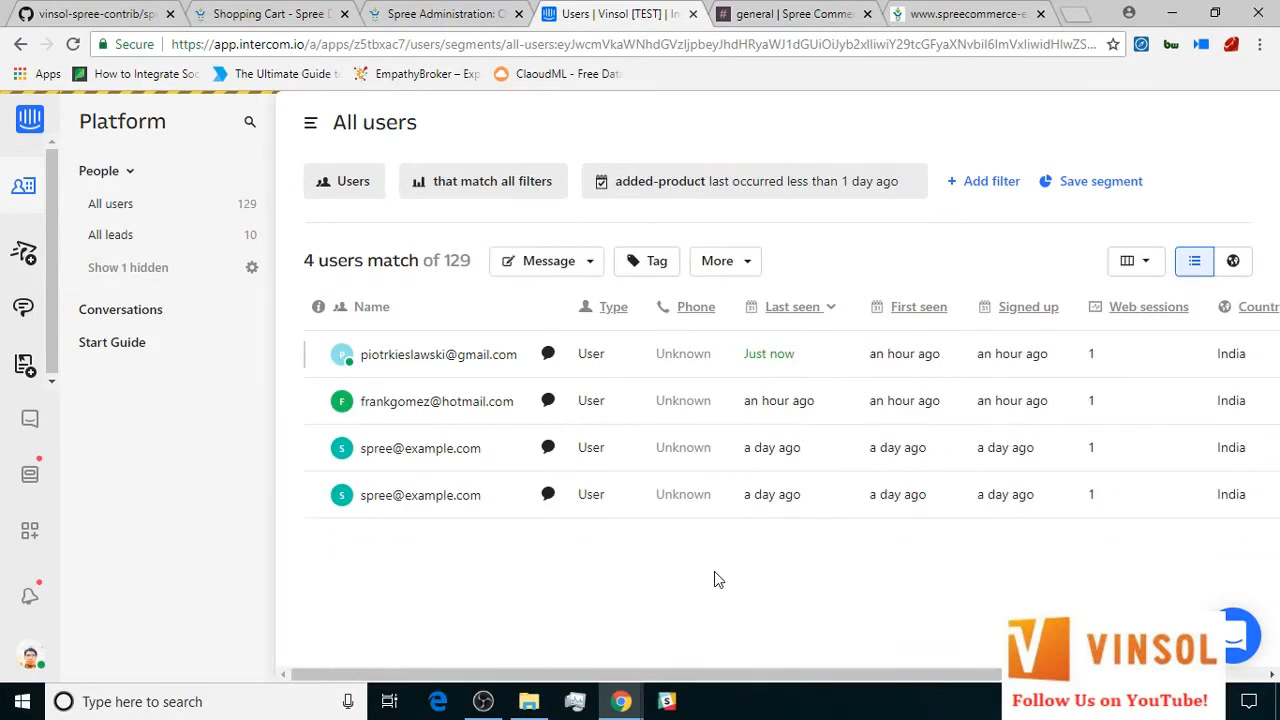 vinsol-spree-contrib/sp
Shopping Cart - Spree D
Spree Administration: O
Users | Vinsol [TEST] | In
general | Spree Comme
www.spreecommerce-e
Secure
https://app.intercom.io/a/apps/z5tbxac7/users/segments/all-users:eyJwcmVkaWNhdGVzIjpbeyJhdHRyaWJ1dGUiOiJyb2xlIiwiY29tcGFyaXNvbiI6ImVxIiwidHlwZS...
Apps
How to Integrate Soc
The Ultimate Guide t
EmpathyBroker – Exp
ClaoudML - Free Dat
Platform
People
All users 129
All leads 10
Show 1 hidden
Conversations
Start Guide
All users
Users
that match all filters
added-product last occurred less than 1 day ago
+ Add filter
Save segment
4 users match of 129
Message
Tag
More
Name Type Phone Last seen First seen Signed up Web sessions Countr
P piotrkieslawski@gmail.com User Unknown Just now an hour ago an hour ago 1 India
F frankgomez@hotmail.com User Unknown an hour ago an hour ago an hour ago 1 India
S spree@example.com User Unknown a day ago a day ago a day ago 1 India
S spree@example.com User Unknown a day ago a day ago a day ago 1 India
VINSOL
Follow Us on YouTube!
Type here to search